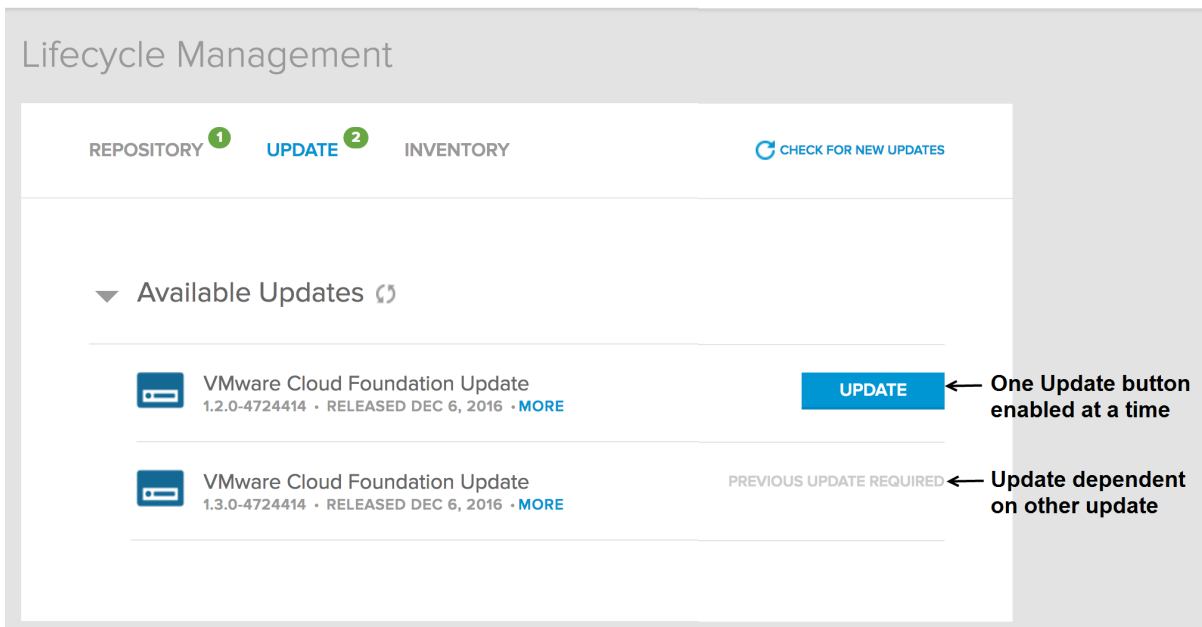 Lifecycle Management
REPOSITORY 1 UPDATE 2 INVENTORY CHECK FOR NEW UPDATES
Available Updates
VMware Cloud Foundation Update
1.2.0-4724414 • RELEASED DEC 6, 2016 • MORE
UPDATE
One Update button
enabled at a time
VMware Cloud Foundation Update
1.3.0-4724414 • RELEASED DEC 6, 2016 • MORE
PREVIOUS UPDATE REQUIRED
Update dependent
on other update